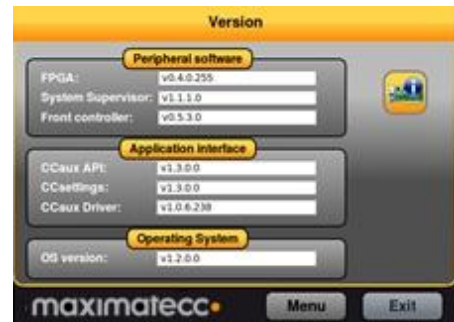 Version
Peripheral software
FPGA: v0.4.0.255
System Supervisor: v1.1.1.0
Front controller: v0.5.3.0
Application interface
CCaux API: v1.3.0.0
CCsettings: v1.3.0.0
CCaux Driver: v1.0.6.238
Operating System
OS version: v1.2.0.0
maximatecc
Menu
Exit